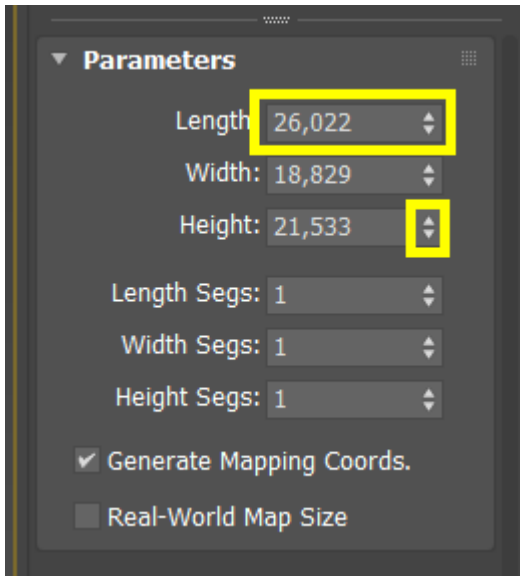 Parameters
Length 26,022
Width: 18,829
Height: 21,533
Length Segs: 1
Width Segs: 1
Height Segs: 1
Generate Mapping Coords.
Real-World Map Size